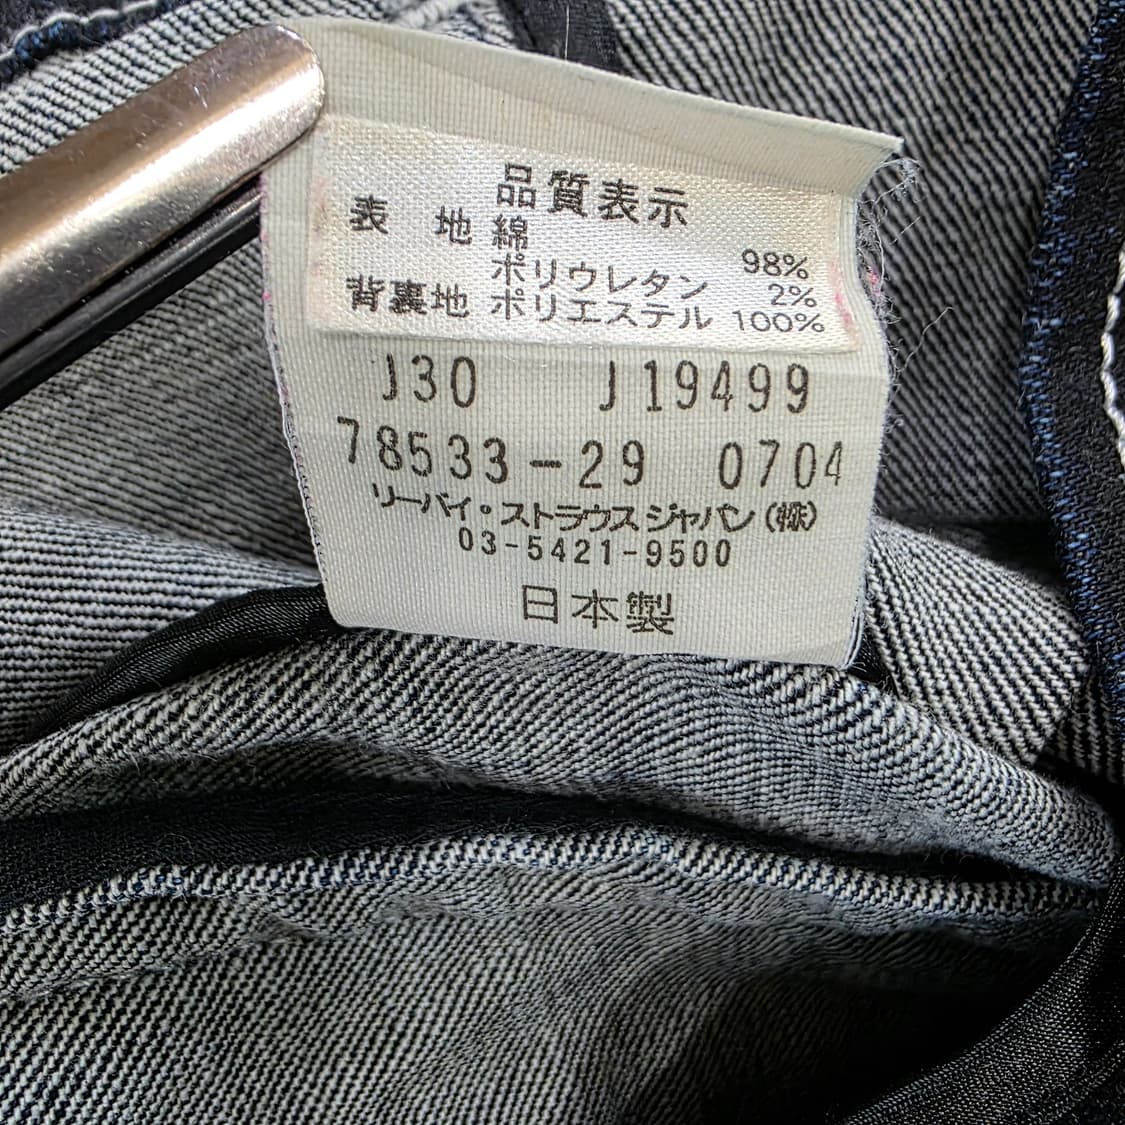 品質表示
表 地 綿 98%
ポリウレタン 2%
背裏地 ポリエステル 100%
J30 J19499
78533-29 0704
リーバイ・ストラウス ジャパン(株)
03-5421-9500
日本製